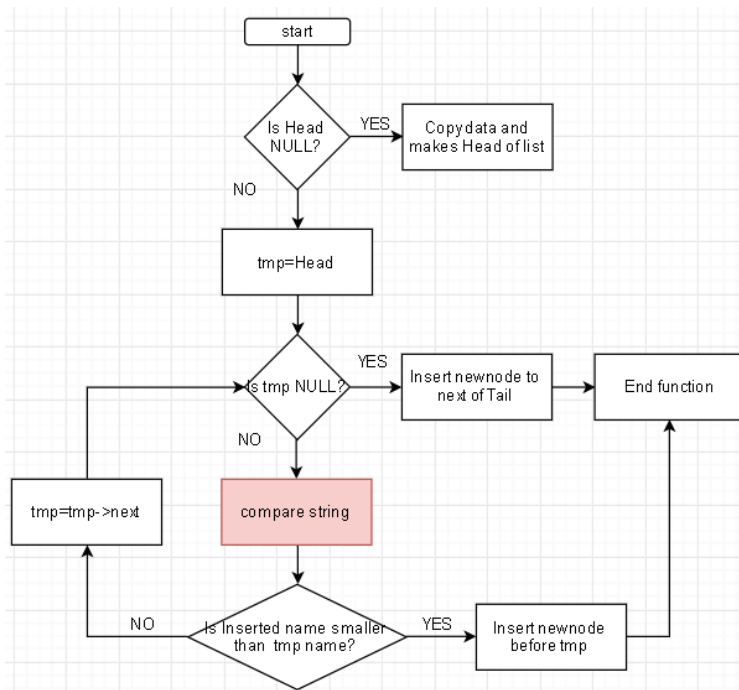 start
Is Head
NULL?
YES
Copy data and
makes Head of list
NO
tmp=Head
Is tmp NULL?
YES
Insert newnode to
next of Tail
End function
NO
tmp=tmp->next
compare string
Is Inserted name smaller
than tmp name?
NO
YES
Insert newnode
before tmp